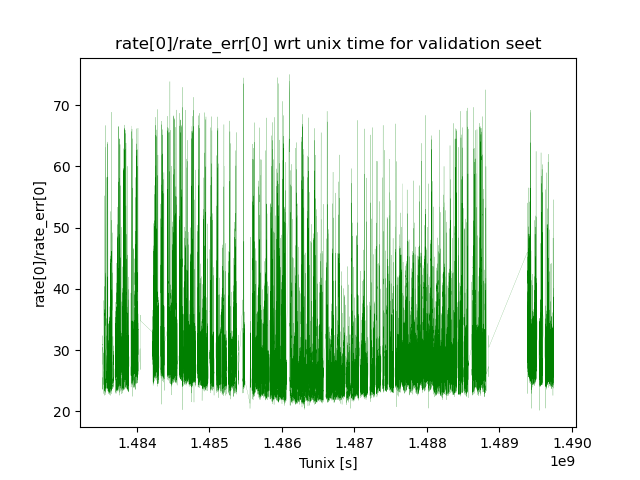 rate[0]/rate_err[0] wrt unix time for validation seet
rate[0]/rate_err[0]
70
60
50
40
30
20
1.484 1.485 1.486 1.487 1.488 1.489 1.490
1e9
Tunix [s]